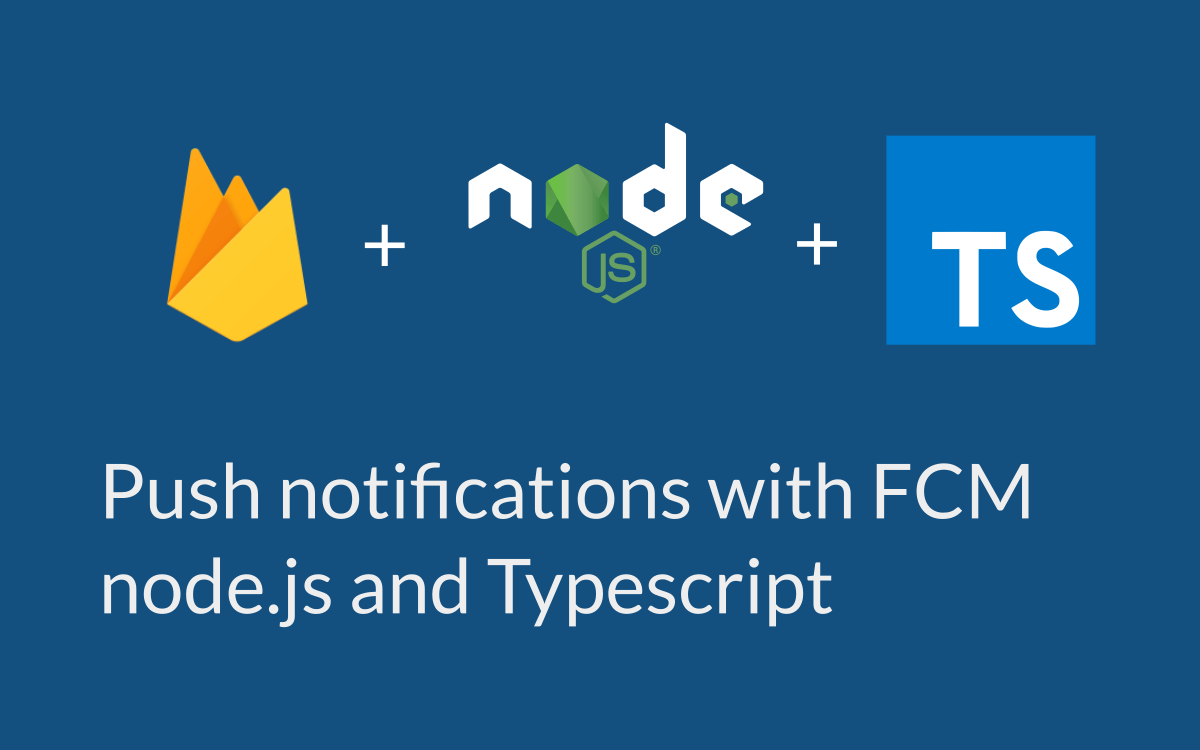 +
node
JS®
+
TS
Push notifications with FCM
node.js and Typescript